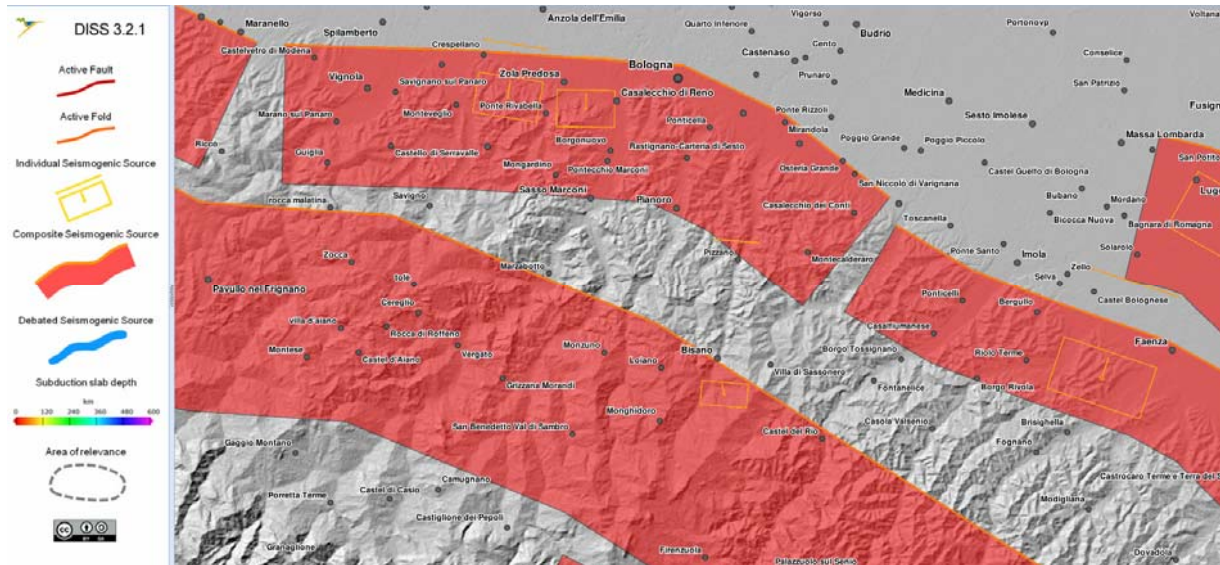 DISS 3.2.1
Active Fault
Active Fold
Individual Seismogenic Source
Composite Seismogenic Source
Debated Seismogenic Source
Subduction slab depth
km
0 120 240 360 480 600
Area of relevance
cc
BY SA
Maranello
Spilamberto
Anzola dell'Emilia
Quarto Inferiore
Vigorso
Budrio
Portonovo
Voltana
Castelvetro di Modena
Crespellano
Castenaso
Cento
Conselice
Bologna
Zola Predosa
Vignola
Savignano sul Panaro
Prunaro
San Patrizio
Casalecchio di Reno
Medicina
Ponte Rivabella
Monteveglio
Ponte Rizzoli
Fusign
Marano sul Panaro
Ponticella
Mirandola
Sesto Imolese
Massa Lombarda
Riccò
Borgonuovo
Rastignano-Carteria di Sesto
Poggio Grande
Poggio Piccolo
Guiglia
Castello di Serravalle
Mongardino
Pontecchio Marconi
Osteria Grande
Castel Guelfo di Bologna
San Potito
San Niccolò di Varignana
Sasso Marconi
Lugo
rocca malatina
Savigno
Pianoro
Casalecchio dei Conti
Bubano
Mordano
Toscanella
Bicocca Nuova
Bagnara di Romagna
Zocca
Pizzano
Montecalderaro
Ponte Santo
Imola
Solarolo
Marzabotto
Selva
Zello
Pavullo nel Frignano
tolè
Ponticelli
Bergullo
Castel Bolognese
Cereglio
villa d'aiano
Rocca di Roffeno
Casalfiumanese
Montese
Castel d'Aiano
Vergato
Monzuno
Loiano
Bisano
Borgo Tossignano
Riolo Terme
Faenza
Villa di Sassonero
Grizzana Morandi
Fontanelice
Borgo Rivola
Monghidoro
Casola Valsenio
Brisighella
San Benedetto Val di Sambro
Castel del Rio
Fognano
Gaggio Montano
Castrocaro Terme e Terra del S
Camugnano
Porretta Terme
Castel di Casio
Modigliana
Castiglione dei Pepoli
Granaglione
Firenzuola
Palazzuolo sul Senio
Dovadola